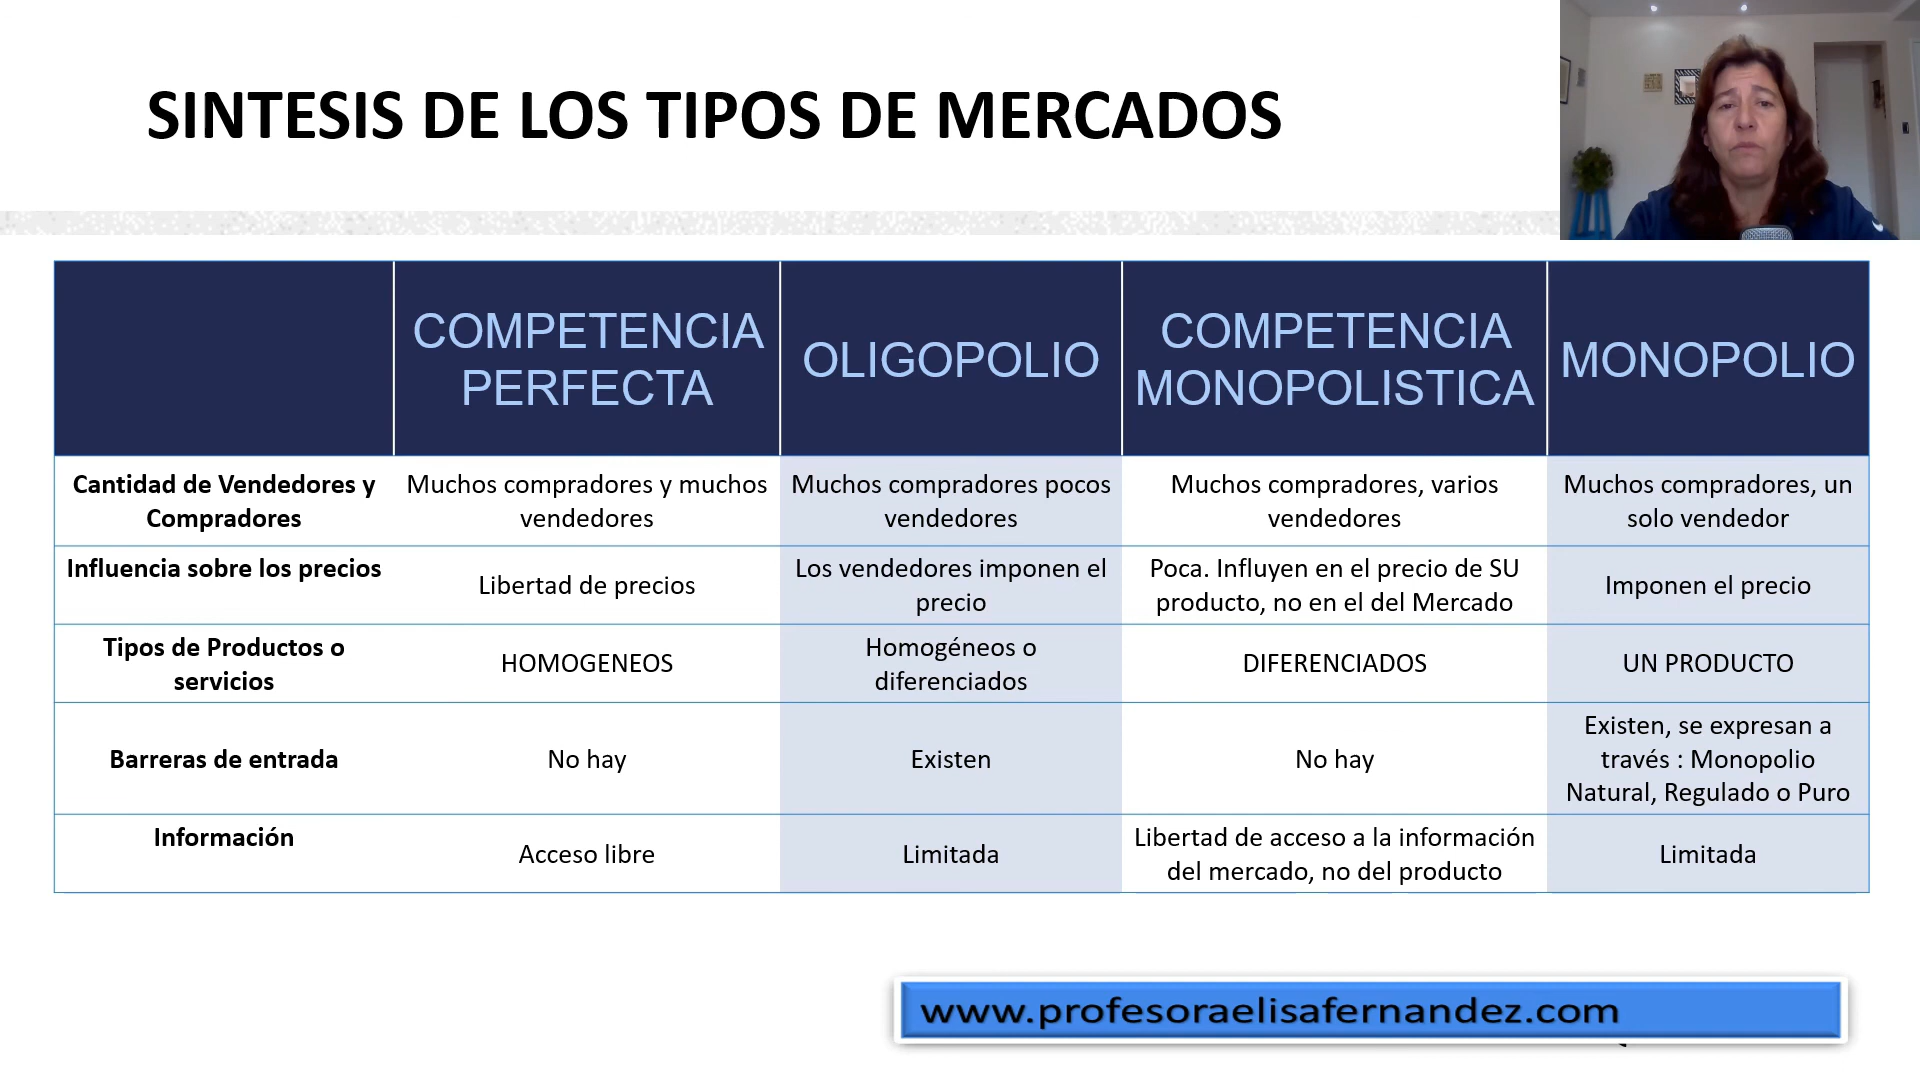 SINTESIS DE LOS TIPOS DE MERCADOS
COMPETENCIA
PERFECTA
OLIGOPOLIO
COMPETENCIA
MONOPOLISTICA
MONOPOLIO
Cantidad de Vendedores y
Compradores
Muchos compradores y muchos
vendedores
Muchos compradores pocos
vendedores
Muchos compradores, varios
vendedores
Muchos compradores, un
solo vendedor
Influencia sobre los precios
Libertad de precios
Los vendedores imponen el
precio
Poca. Influyen en el precio de SU
producto, no en el del Mercado
Imponen el precio
Tipos de Productos o
servicios
HOMOGENEOS
Homogéneos o
diferenciados
DIFERENCIADOS
UN PRODUCTO
Barreras de entrada
No hay
Existen
No hay
Existen, se expresan a
través : Monopolio
Natural, Regulado o Puro
Información
Acceso libre
Limitada
Libertad de acceso a la información
del mercado, no del producto
Limitada
www.profesoraelisafernandez.com